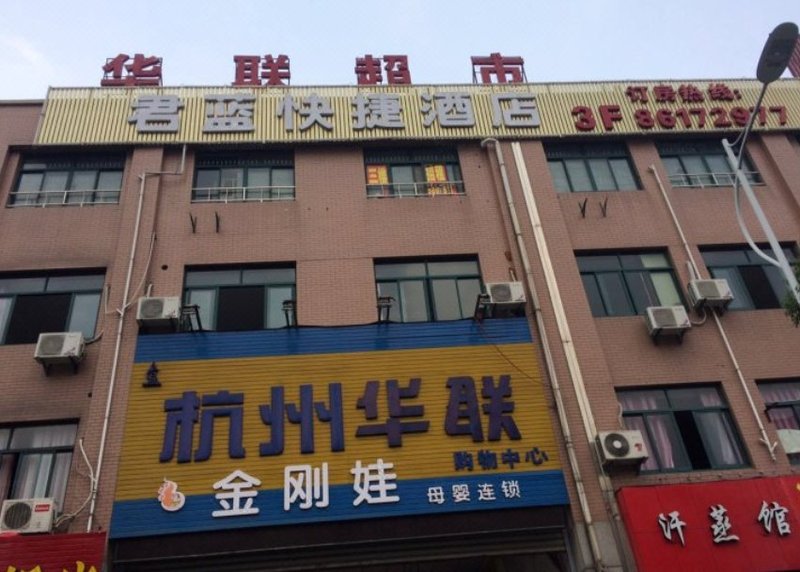 华联超市
君蓝快捷酒店
订房热线:
3F 86172977
杭州华联
购物中心
金刚娃
母婴连锁
汗蒸馆